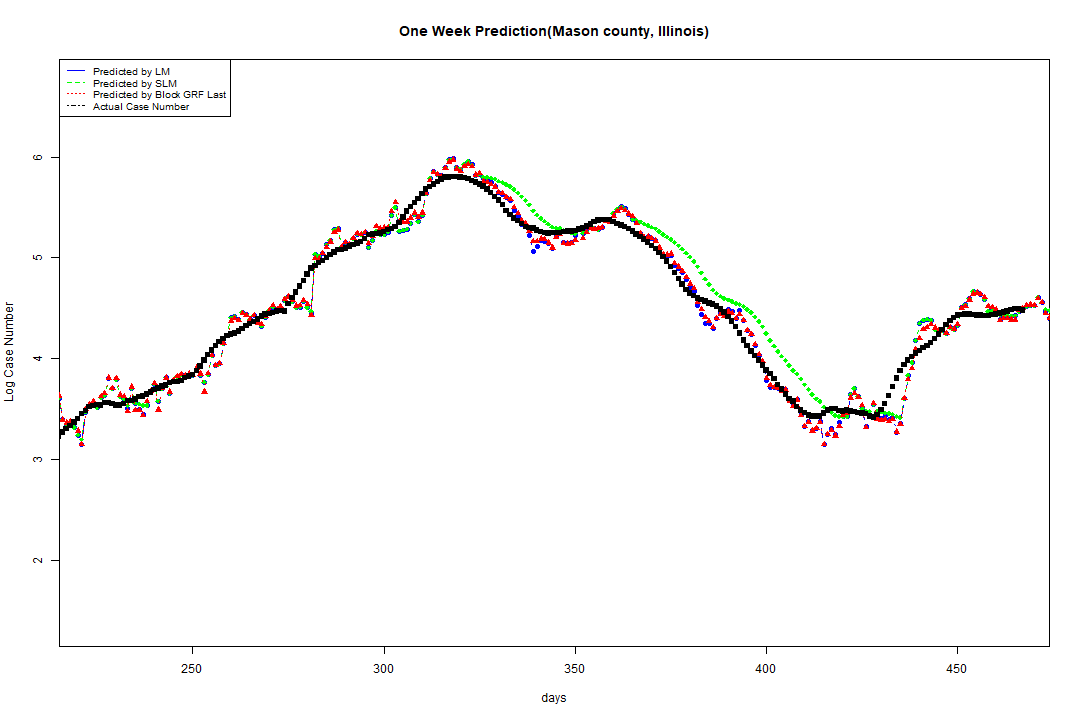 One Week Prediction(Mason county, Illinois)
Predicted by LM
Predicted by SLM
Predicted by Block GRF Last
Actual Case Number
6
5
4
3
2
Log Case Number
250 300 350 400 450
days